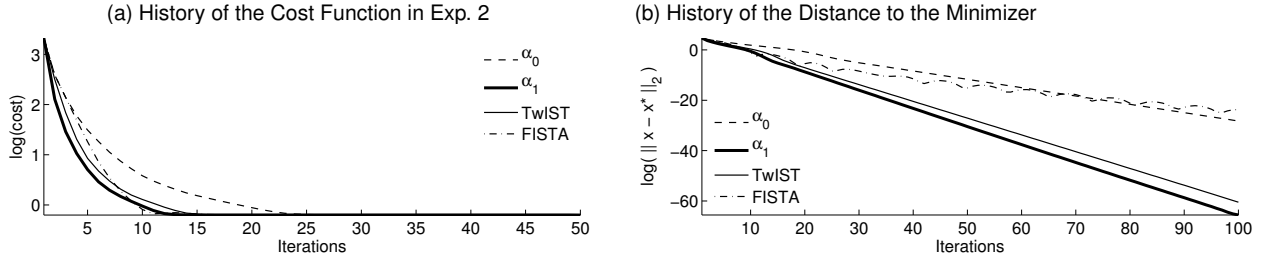 (a) History of the Cost Function in Exp. 2
log(cost)
3
2
1
0
α₀
α₁
TwIST
FISTA
5 10 15 20 25 30 35 40 45 50
Iterations
(b) History of the Distance to the Minimizer
log( || x − x* ||₂ )
0
−20
−40
−60
α₀
α₁
TwIST
FISTA
10 20 30 40 50 60 70 80 90 100
Iterations